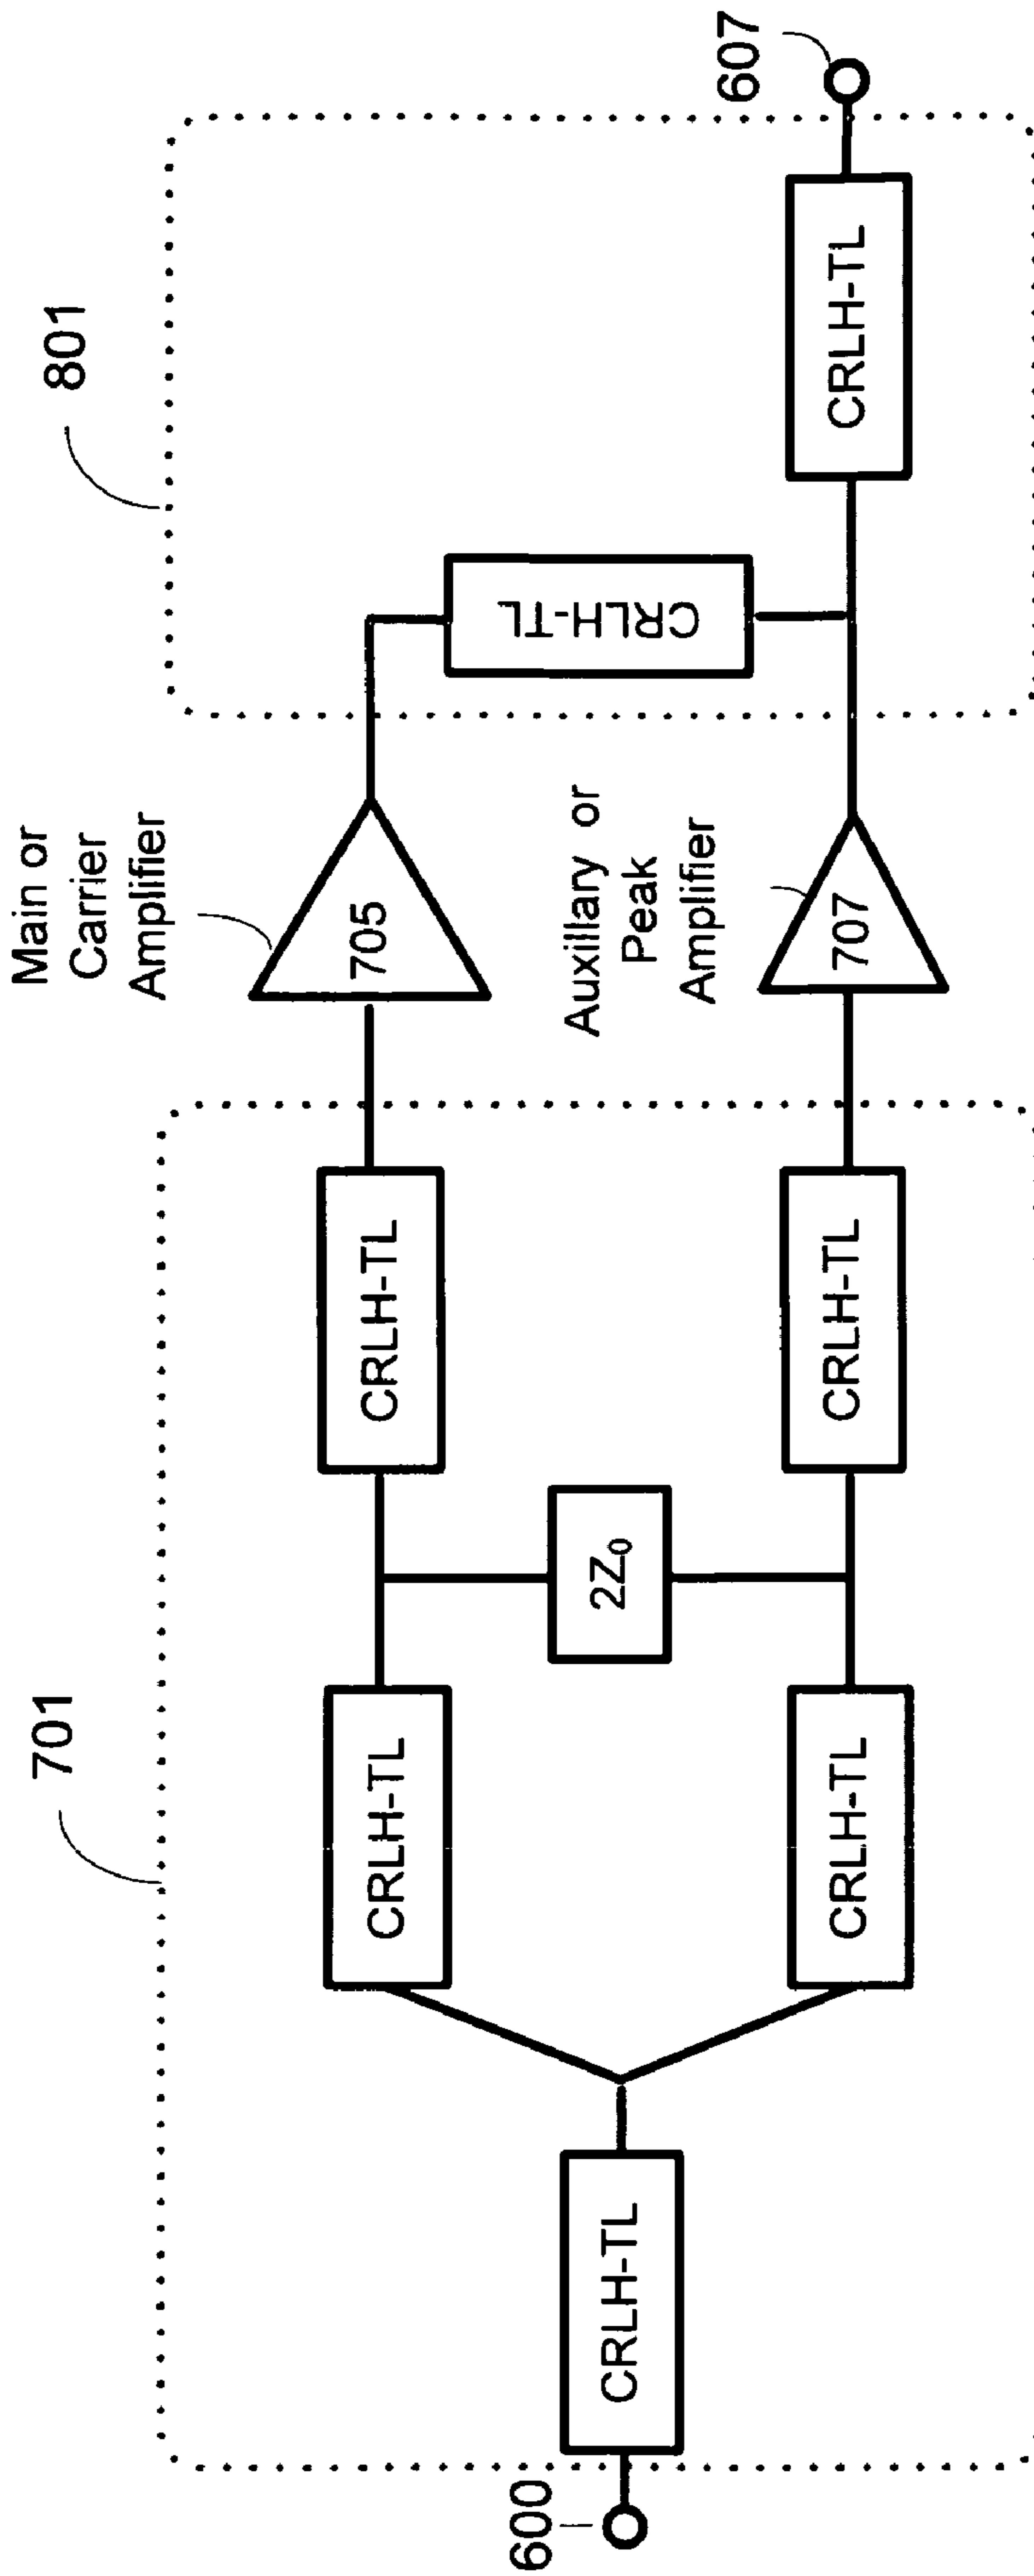 701
801
Main or
Carrier
Amplifier
705
Auxillary or
Peak
Amplifier
707
600
CRLH-TL
CRLH-TL
CRLH-TL
2Z₀
CRLH-TL
CRLH-TL
CRLH-TL
CRLH-TL
607